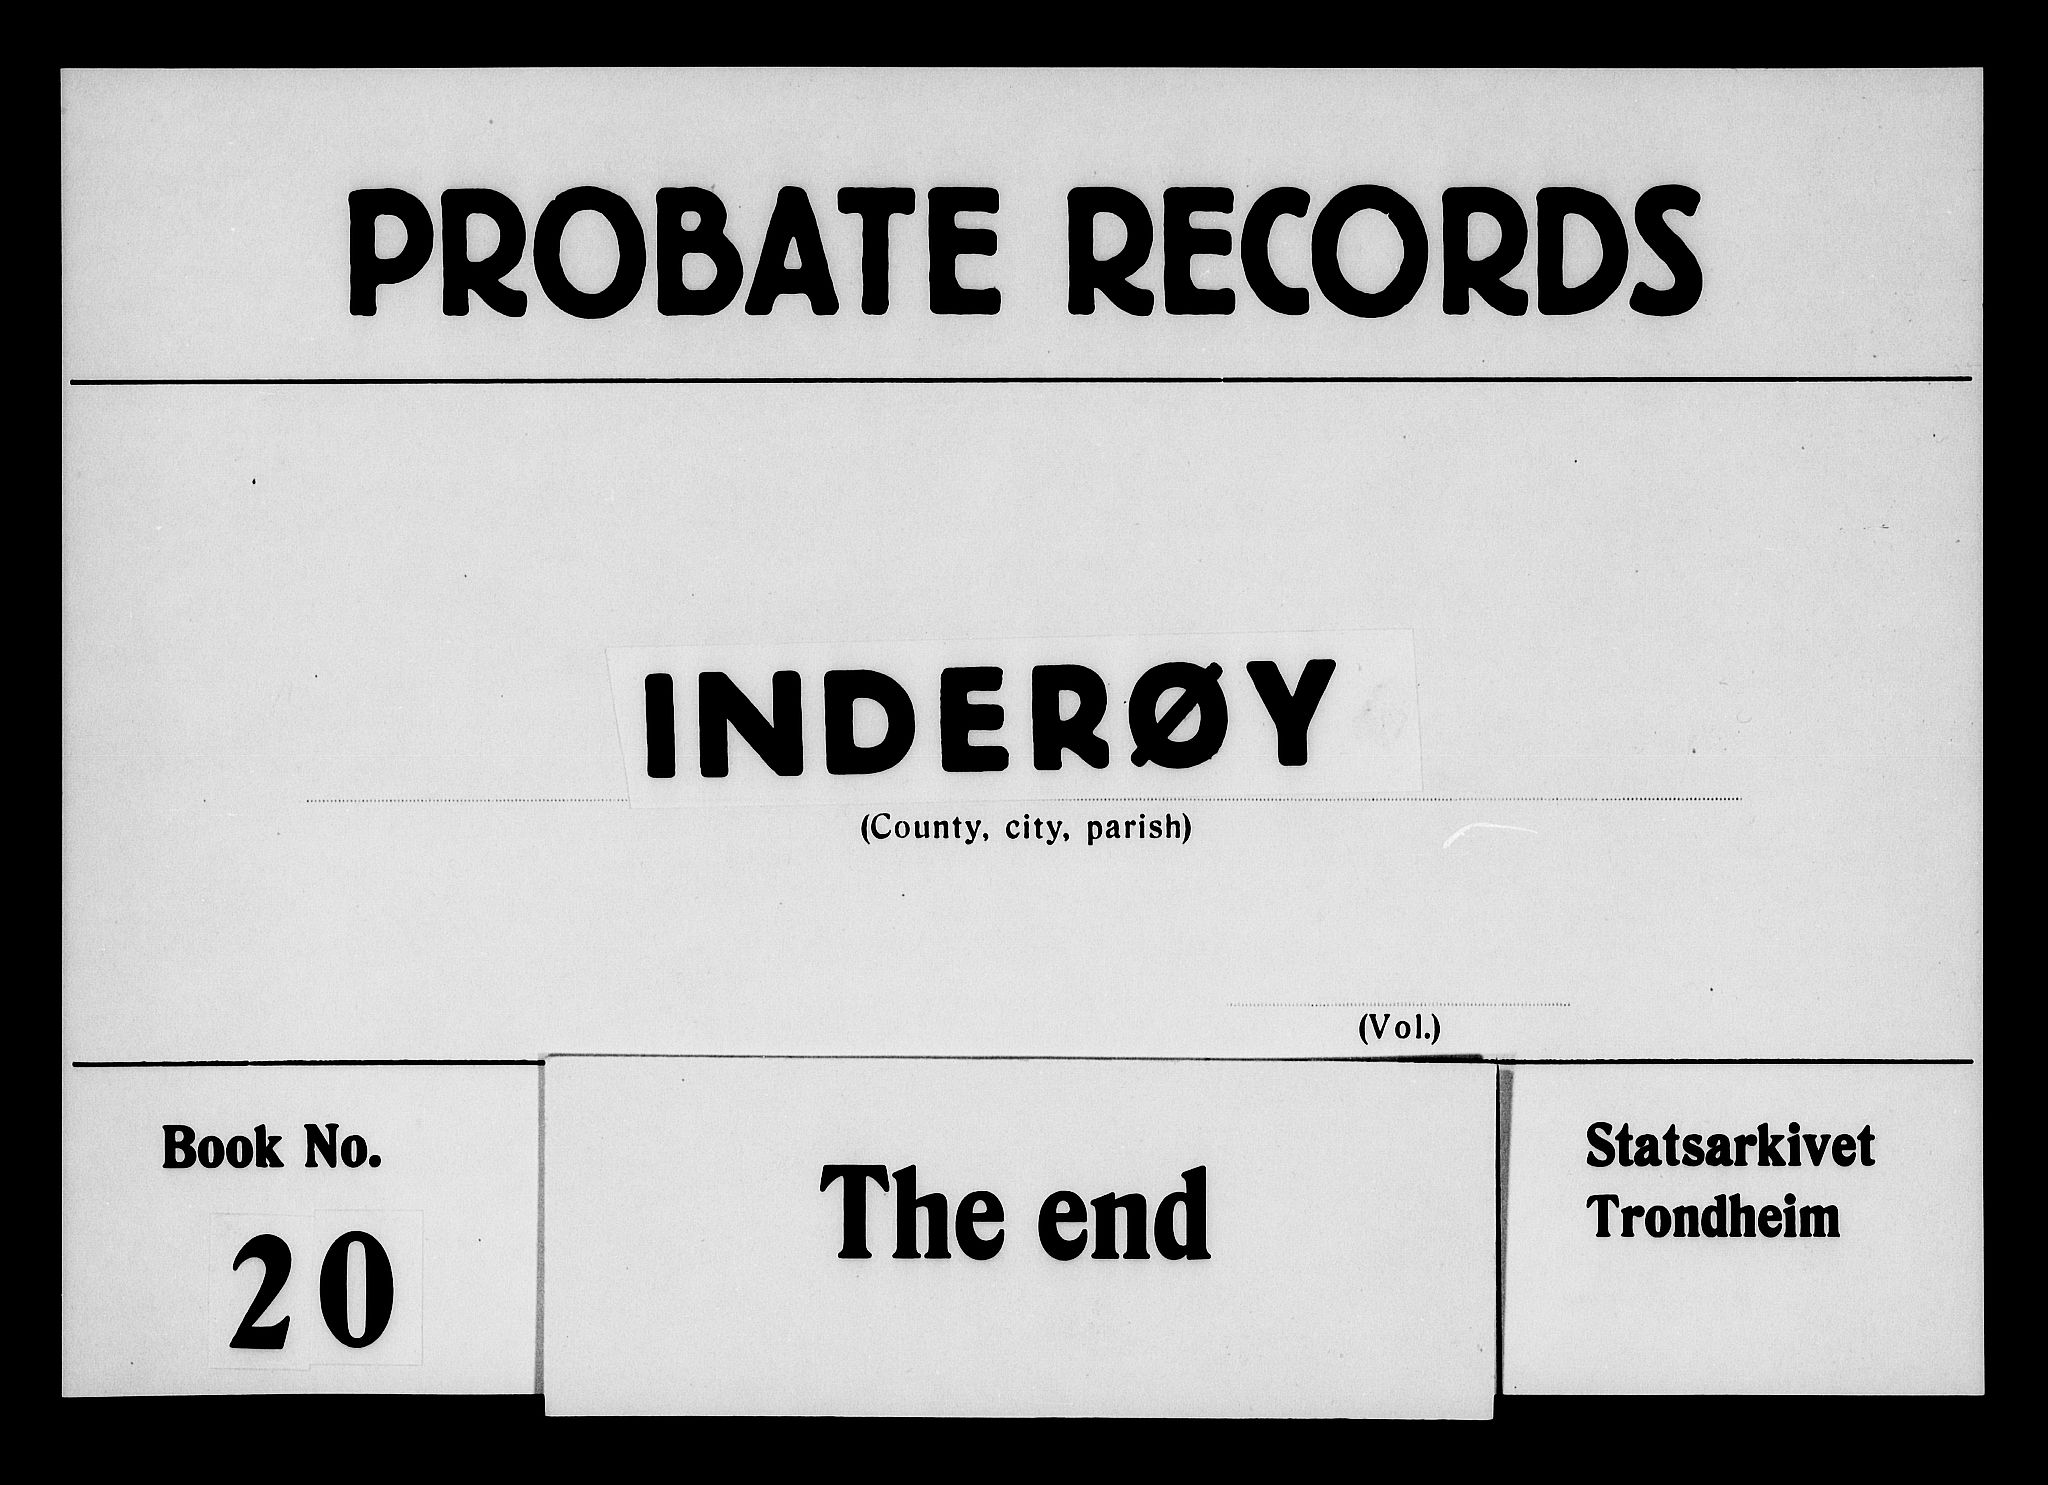 PROBATE RECORDS
INDERØY
(County, city, parish)
(Vol.)
Book No.
20
The end
Statsarkivet
Trondheim